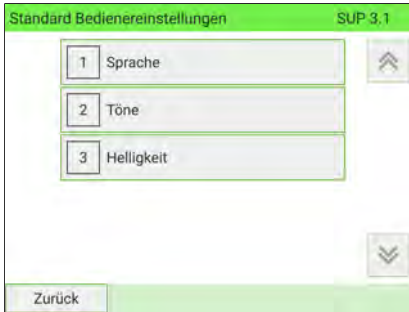 Standard Bedienereinstellungen SUP 3.1
1 Sprache
2 Töne
3 Helligkeit
Zurück